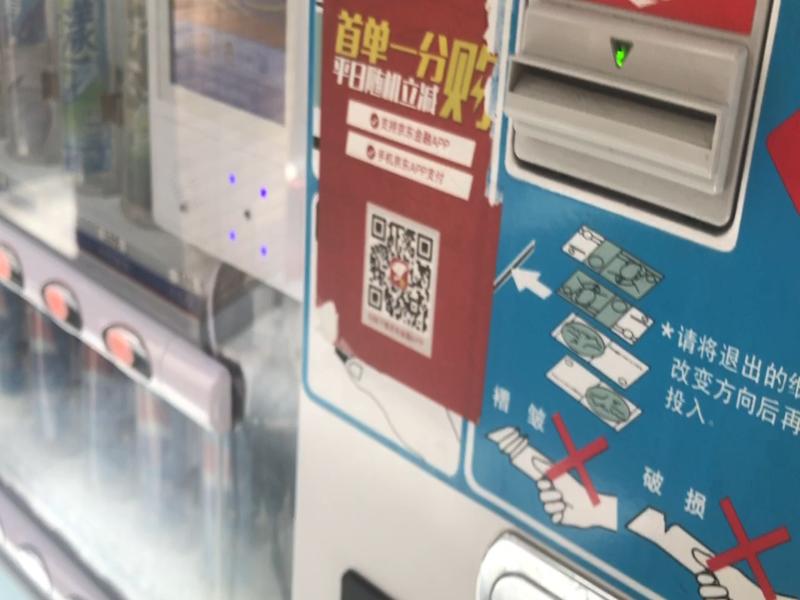 首单一分购
平日随机立减
支持京东金融APP
手机京东APP支付
*请将退出的纸
改变方向后再
投入。
褶皱
破损